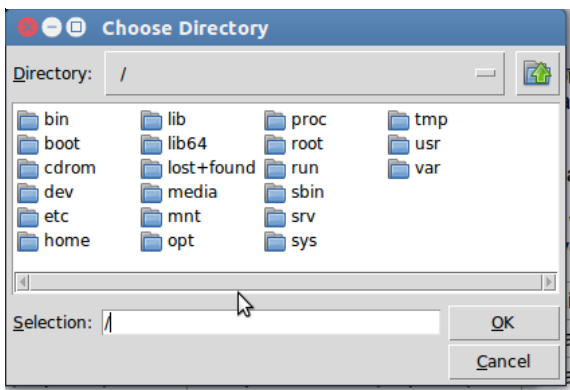 Choose Directory
Directory: /
bin lib proc tmp
boot lib64 root usr
cdrom lost+found run var
dev media sbin
etc mnt srv
home opt sys
Selection: / OK
Cancel